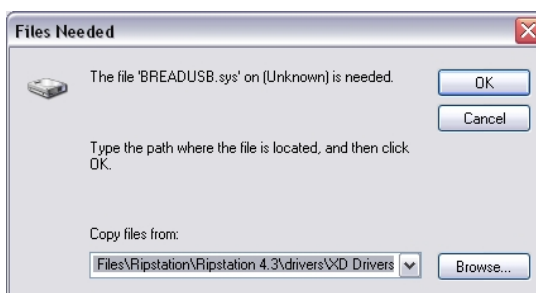 Files Needed
The file 'BREADUSB.sys' on (Unknown) is needed.
OK
Cancel
Type the path where the file is located, and then click
OK.
Copy files from:
Files\Ripstation\Ripstation 4.3\drivers\XD Drivers
Browse...